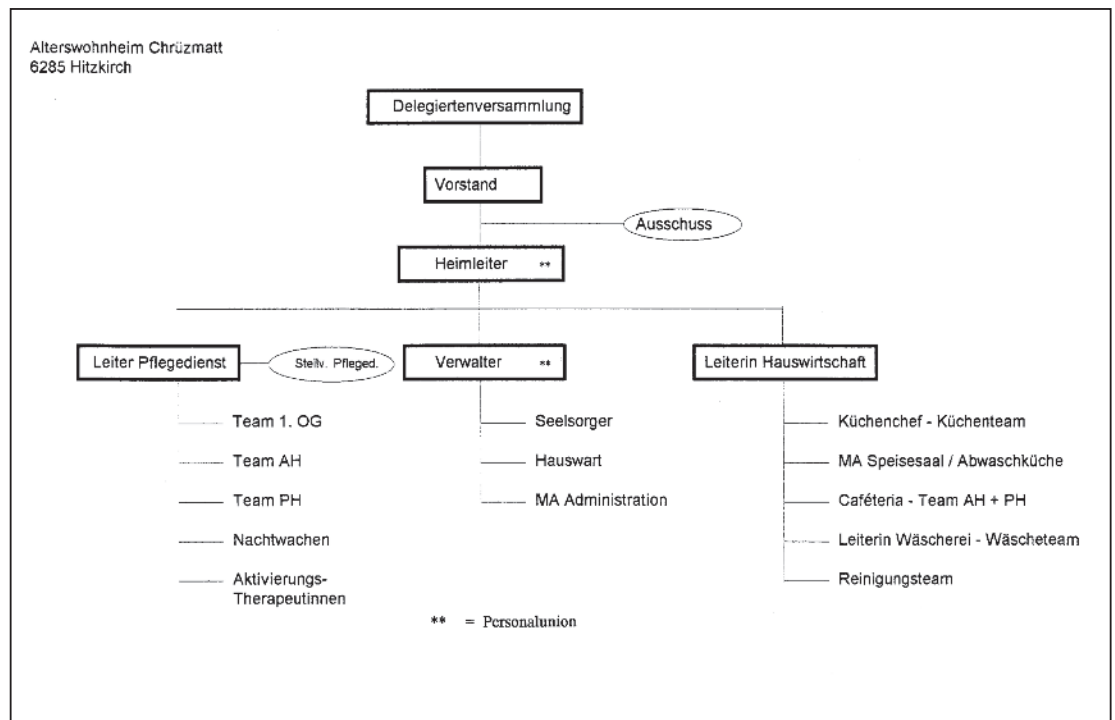 Alterswohnheim Chrüzmatt
6285 Hitzkirch
Delegiertenversammlung
Vorstand
Ausschuss
Heimleiter **
Leiter Pflegedienst
Stellv. Pfleged.
Verwalter **
Leiterin Hauswirtschaft
Team 1. OG
Team AH
Team PH
Nachtwachen
Aktivierungs-
Therapeutinnen
Seelsorger
Hauswart
MA Administration
Küchenchef - Küchenteam
MA Speisesaal / Abwaschküche
Caféteria - Team AH + PH
Leiterin Wäscherei - Wäscheteam
Reinigungsteam
** = Personalunion